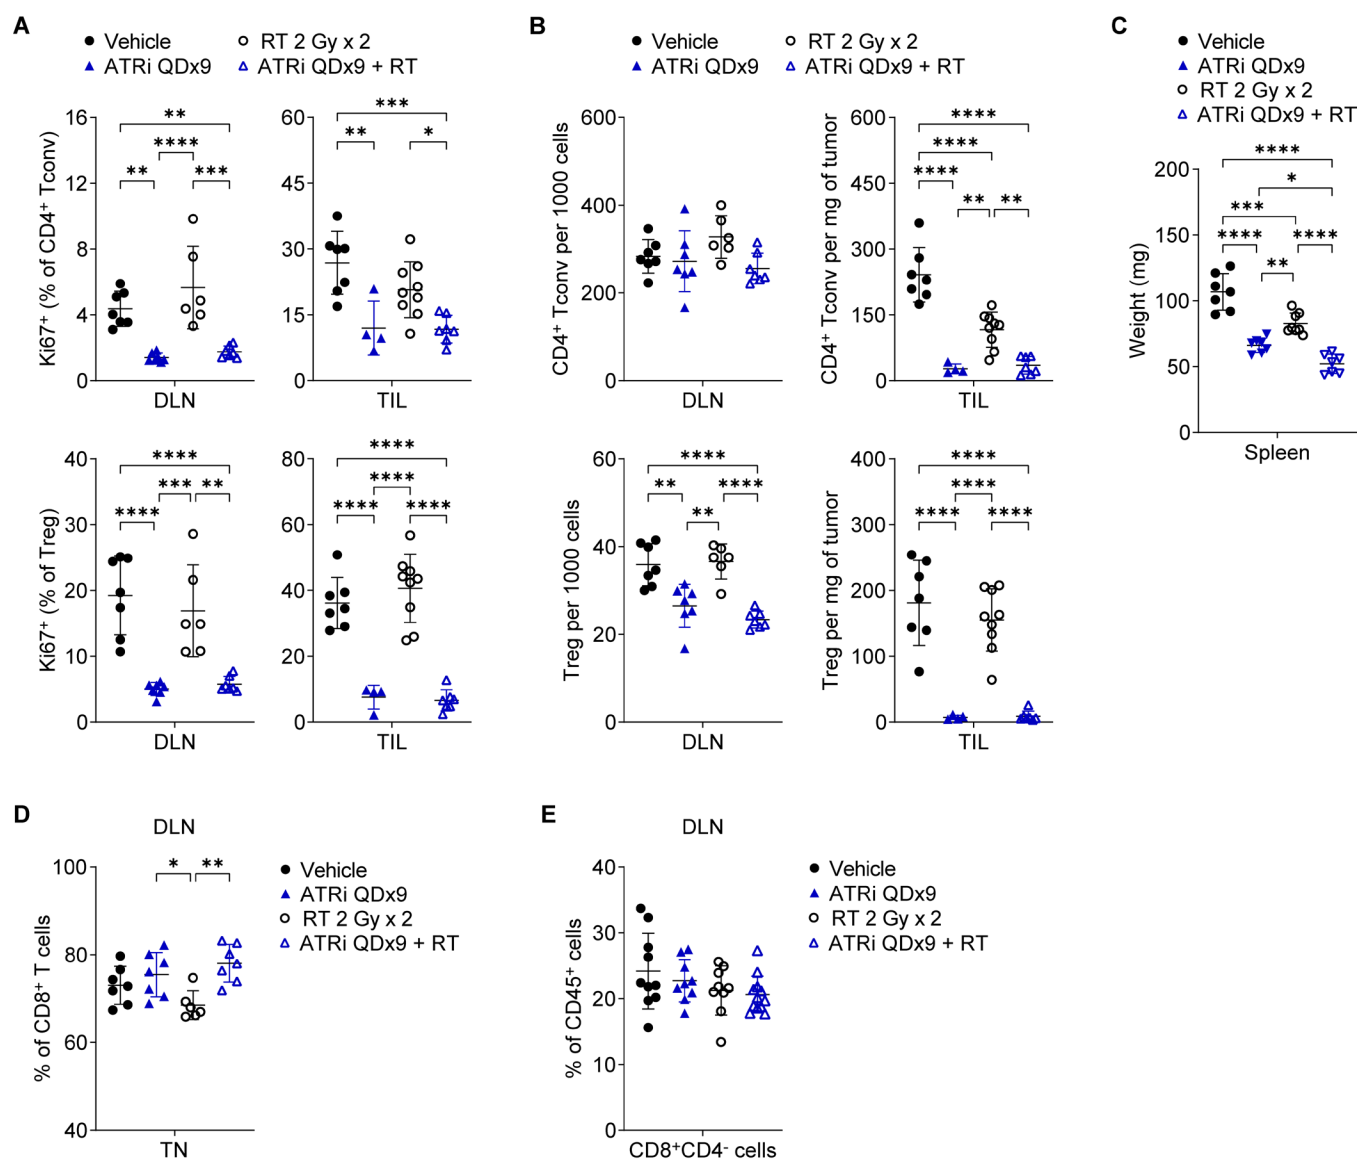 A
Vehicle
RT 2 Gy x 2
ATRi QDx9
ATRi QDx9 + RT
Ki67⁺ (% of CD4⁺ Tconv)
16
12
8
4
0
**
****
**
***
DLN
60
45
30
15
0
***
**
*
TIL
Ki67⁺ (% of Treg)
40
30
20
10
0
****
***
**
****
DLN
80
60
40
20
0
****
****
****
****
TIL
B
Vehicle
RT 2 Gy x 2
ATRi QDx9
ATRi QDx9 + RT
CD4⁺ Tconv per 1000 cells
600
400
200
0
DLN
CD4⁺ Tconv per mg of tumor
600
450
300
150
0
****
****
****
**
**
TIL
Treg per 1000 cells
60
40
20
0
****
**
****
**
DLN
Treg per mg of tumor
400
300
200
100
0
****
****
****
****
TIL
C
Vehicle
ATRi QDx9
RT 2 Gy x 2
ATRi QDx9 + RT
Weight (mg)
200
150
100
50
0
****
*
***
****
****
**
Spleen
D
DLN
% of CD8⁺ T cells
100
80
60
40
*
**
TN
Vehicle
ATRi QDx9
RT 2 Gy x 2
ATRi QDx9 + RT
E
DLN
% of CD45⁺ cells
40
30
20
10
0
CD8⁺CD4⁻ cells
Vehicle
ATRi QDx9
RT 2 Gy x 2
ATRi QDx9 + RT